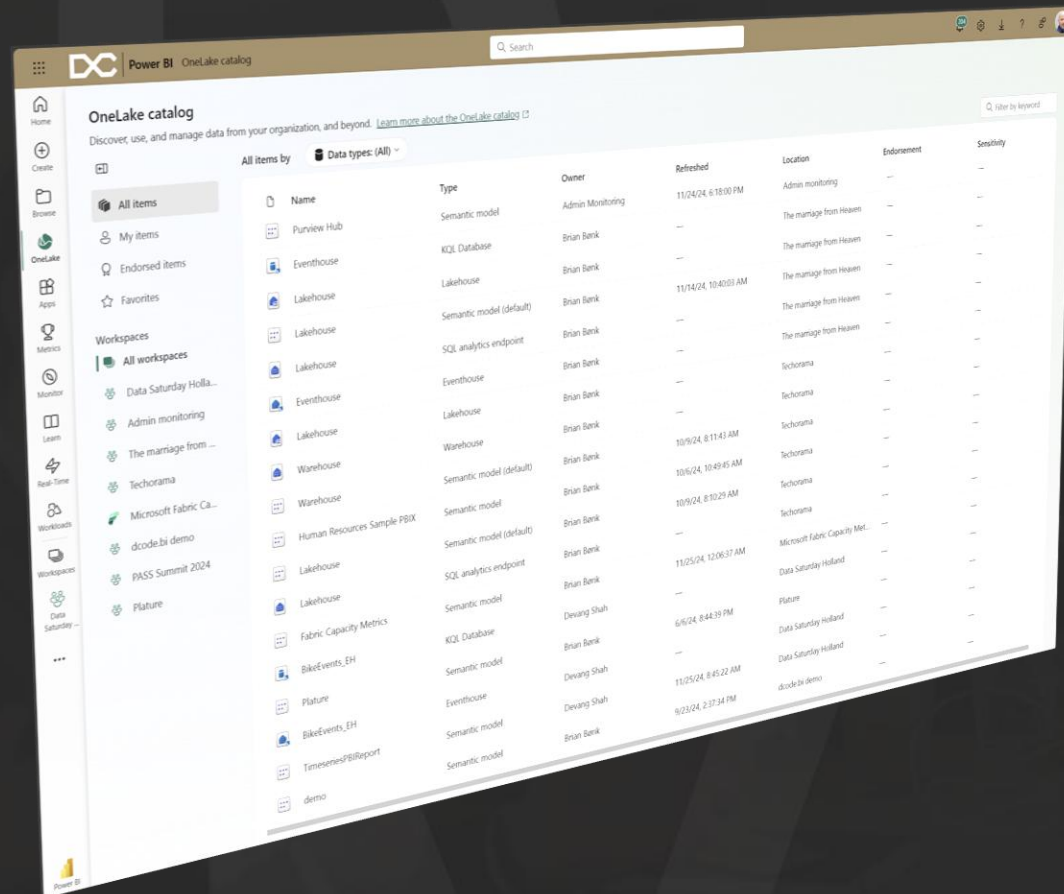 DC Power BI OneLake catalog
Search
204
?
Home
Create
Browse
OneLake
Apps
Metrics
Monitor
Learn
Real-Time
Workloads
Workspaces
Data
Saturday ...
Power BI
OneLake catalog
Discover, use, and manage data from your organization, and beyond. Learn more about the OneLake catalog
Filter by keyword
All items
My items
Endorsed items
Favorites
Workspaces
All workspaces
Data Saturday Holla...
Admin monitoring
The marriage from ...
Techorama
Microsoft Fabric Ca...
dcode.bi demo
PASS Summit 2024
Plature
All items by Data types: (All)
Name Type Owner Refreshed Location Endorsement Sensitivity
Purview Hub Semantic model Admin Monitoring 11/24/24, 6:18:00 PM Admin monitoring — —
Eventhouse KQL Database Brian Bønk — The marriage from Heaven — —
Lakehouse Lakehouse Brian Bønk — The marriage from Heaven — —
Lakehouse Semantic model (default) Brian Bønk 11/14/24, 10:40:03 AM The marriage from Heaven — —
Lakehouse SQL analytics endpoint Brian Bønk — The marriage from Heaven — —
Eventhouse Eventhouse Brian Bønk — The marriage from Heaven — —
Lakehouse Lakehouse Brian Bønk — Techorama — —
Warehouse Warehouse Brian Bønk — Techorama — —
Warehouse Semantic model (default) Brian Bønk 10/9/24, 8:11:43 AM Techorama — —
Human Resources Sample PBIX Semantic model Brian Bønk 10/6/24, 10:49:45 AM Techorama — —
Lakehouse Semantic model (default) Brian Bønk 10/9/24, 8:10:29 AM Techorama — —
Lakehouse SQL analytics endpoint Brian Bønk — Techorama — —
Fabric Capacity Metrics Semantic model Brian Bønk 11/25/24, 12:06:37 AM Microsoft Fabric Capacity Met... — —
BikeEvents_EH KQL Database Devang Shah — Data Saturday Holland — —
Plature Semantic model Brian Bønk 6/6/24, 8:44:39 PM Plature — —
BikeEvents_EH Eventhouse Devang Shah — Data Saturday Holland — —
TimeseriesPBIReport Semantic model Devang Shah 11/25/24, 8:45:22 AM Data Saturday Holland — —
demo Semantic model Brian Bønk 9/23/24, 2:37:34 PM dcode.bi demo — —